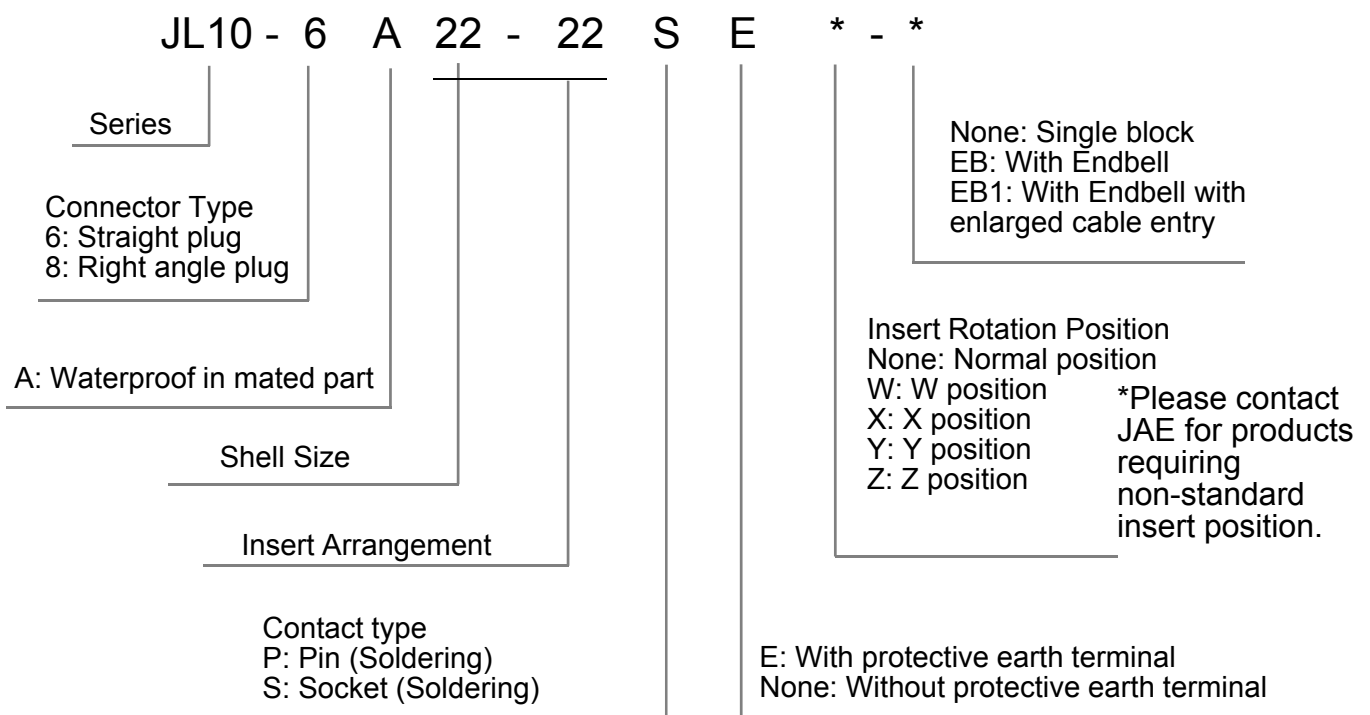 JL10 - 6 A 22 - 22 S E * - *
Series
Connector Type
6: Straight plug
8: Right angle plug
A: Waterproof in mated part
Shell Size
Insert Arrangement
Contact type
P: Pin (Soldering)
S: Socket (Soldering)
None: Single block
EB: With Endbell
EB1: With Endbell with
enlarged cable entry
Insert Rotation Position
None: Normal position
W: W position
X: X position
Y: Y position
Z: Z position
*Please contact
JAE for products
requiring
non-standard
insert position.
E: With protective earth terminal
None: Without protective earth terminal